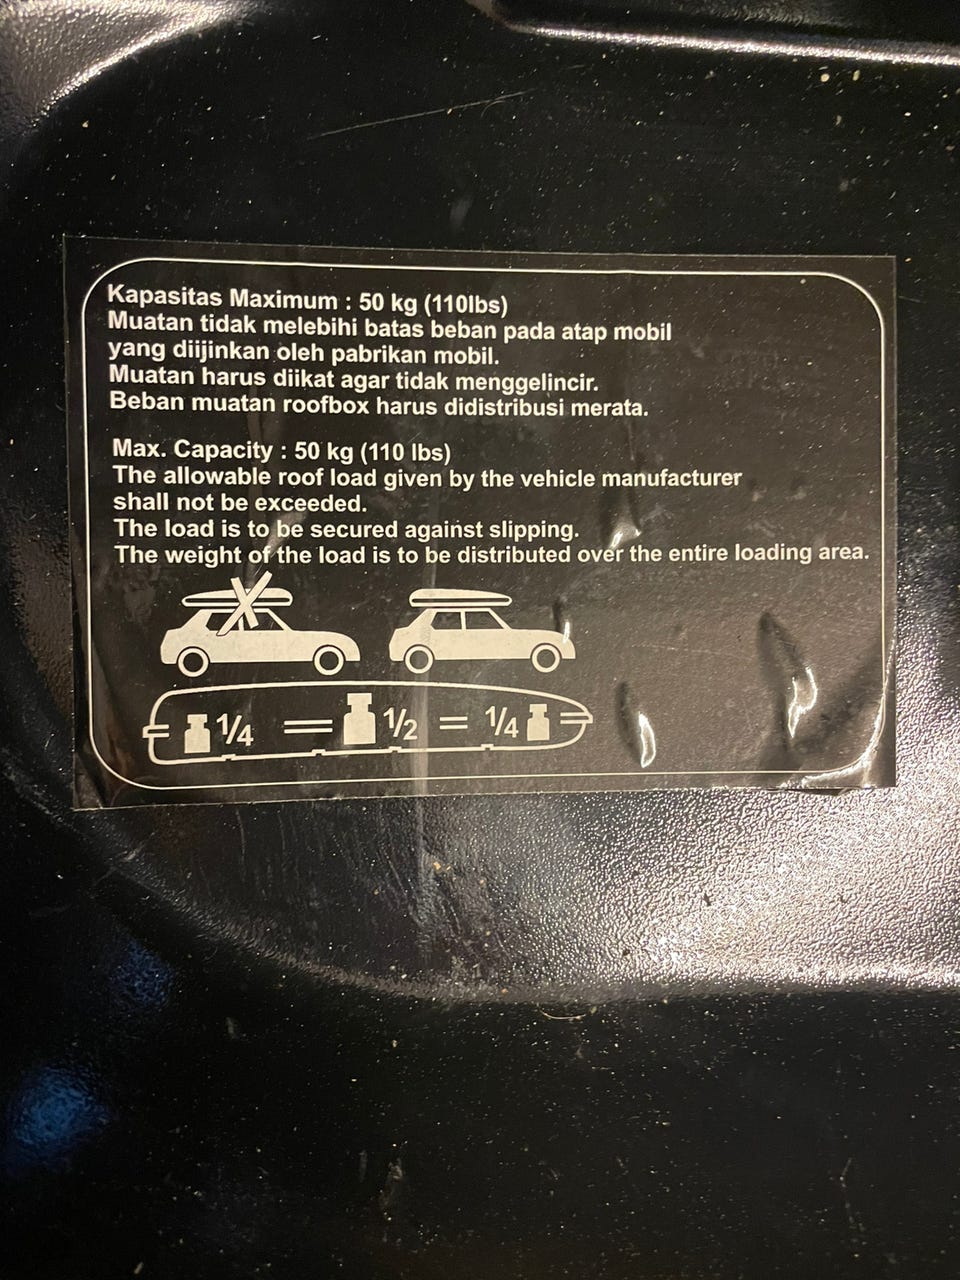 Kapasitas Maximum : 50 kg (110lbs)
Muatan tidak melebihi batas beban pada atap mobil
yang diijinkan oleh pabrikan mobil.
Muatan harus diikat agar tidak menggelincir.
Beban muatan roofbox harus didistribusi merata.
Max. Capacity : 50 kg (110 lbs)
The allowable roof load given by the vehicle manufacturer
shall not be exceeded.
The load is to be secured against slipping.
The weight of the load is to be distributed over the entire loading area.
1/4 = 1/2 = 1/4